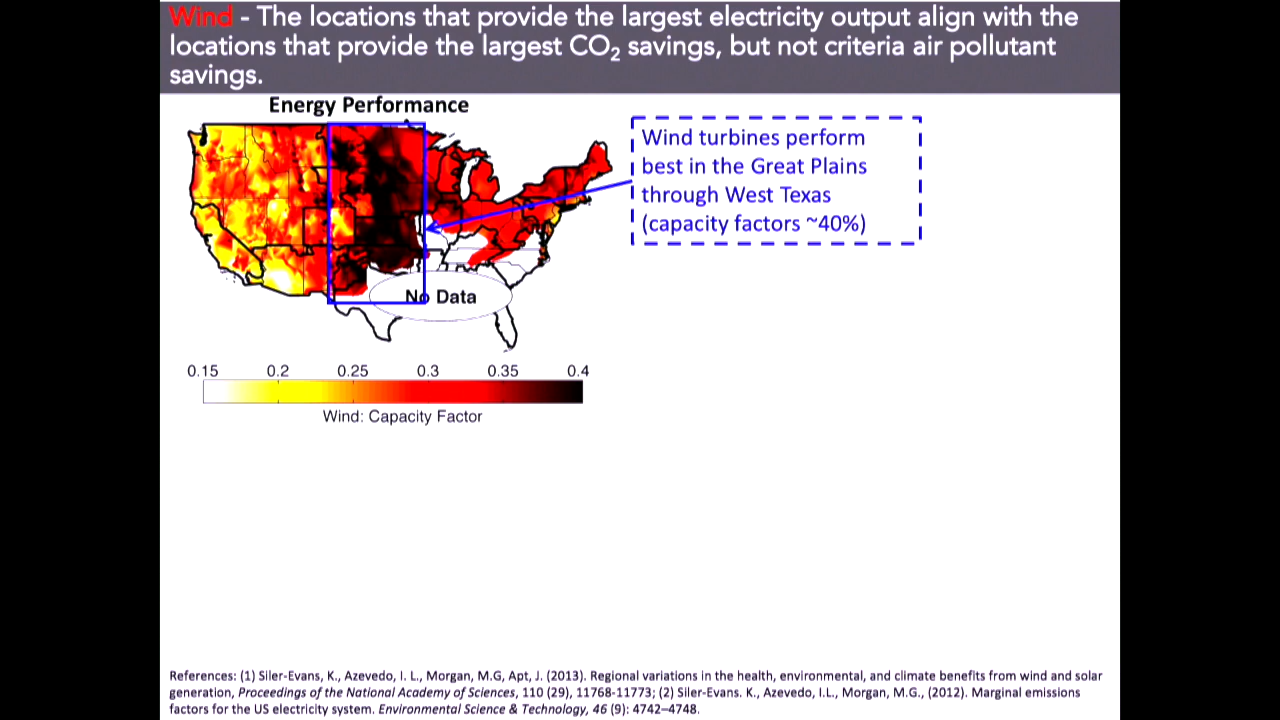 Wind - The locations that provide the largest electricity output align with the
locations that provide the largest CO₂ savings, but not criteria air pollutant
savings.
Energy Performance
Wind turbines perform
best in the Great Plains
through West Texas
(capacity factors ~40%)
No Data
0.15 0.2 0.25 0.3 0.35 0.4
Wind: Capacity Factor
References: (1) Siler-Evans, K., Azevedo, I. L., Morgan, M.G, Apt, J. (2013). Regional variations in the health, environmental, and climate benefits from wind and solar
generation, Proceedings of the National Academy of Sciences, 110 (29), 11768-11773; (2) Siler-Evans. K., Azevedo, I.L., Morgan, M.G., (2012). Marginal emissions
factors for the US electricity system. Environmental Science & Technology, 46 (9): 4742–4748.